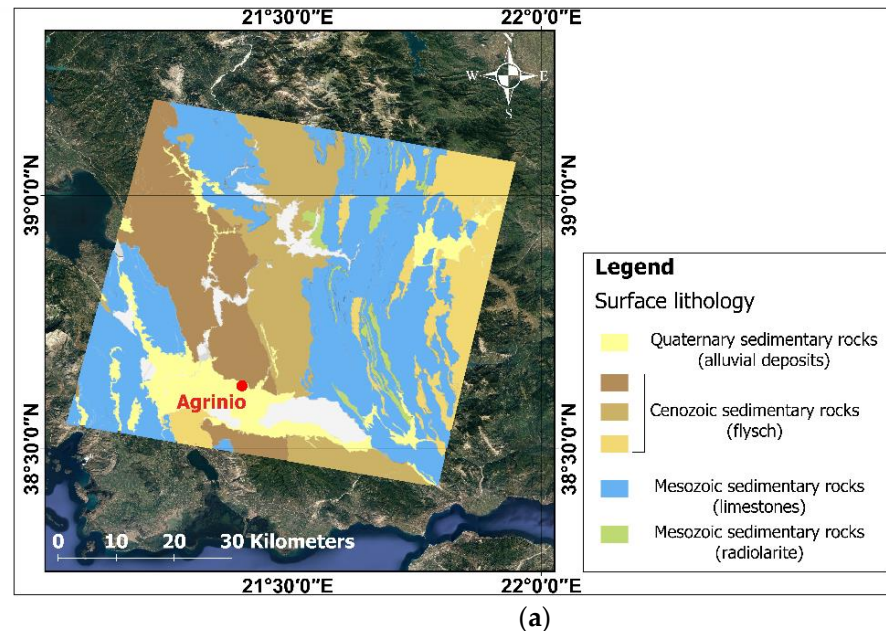 21°30′0″E
22°0′0″E
N
W
E
S
39°0′0″N
39°0′0″N
Legend
Surface lithology
Quaternary sedimentary rocks
(alluvial deposits)
Cenozoic sedimentary rocks
(flysch)
Mesozoic sedimentary rocks
(limestones)
Mesozoic sedimentary rocks
(radiolarite)
Agrinio
38°30′0″N
38°30′0″N
0 10 20 30 Kilometers
21°30′0″E
22°0′0″E
(a)